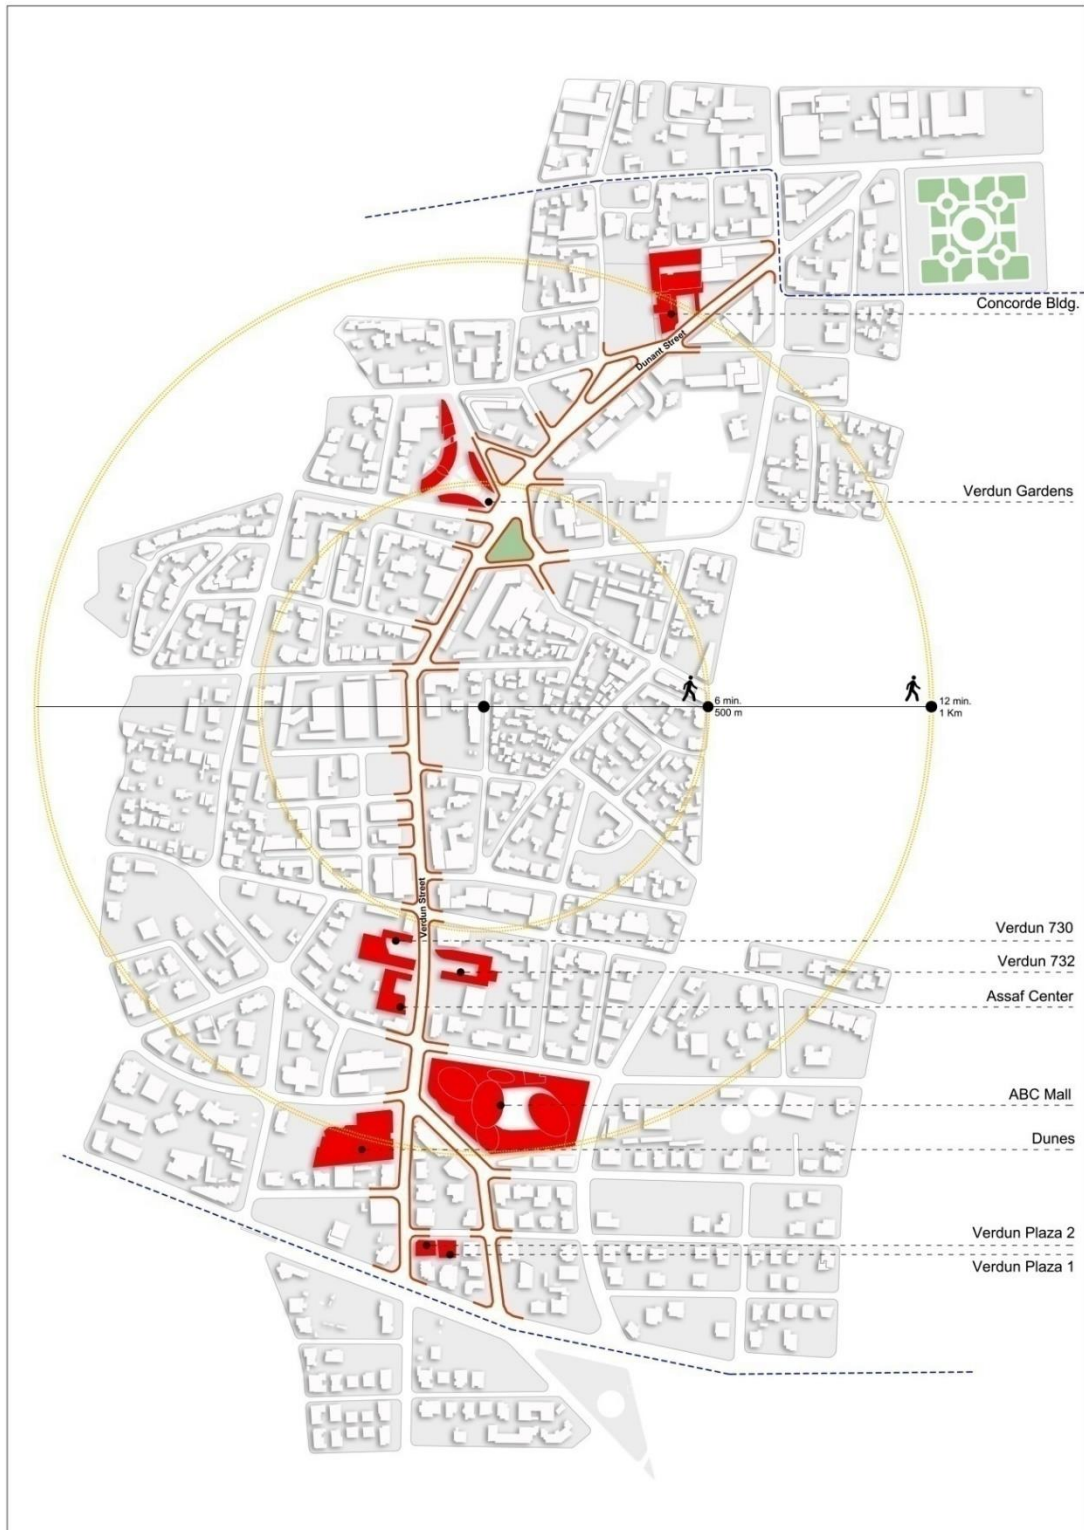 Concorde Bldg.
Dunant Street
Verdun Gardens
6 min.
500 m
12 min.
1 Km
Verdun Street
Verdun 730
Verdun 732
Assaf Center
ABC Mall
Dunes
Verdun Plaza 2
Verdun Plaza 1